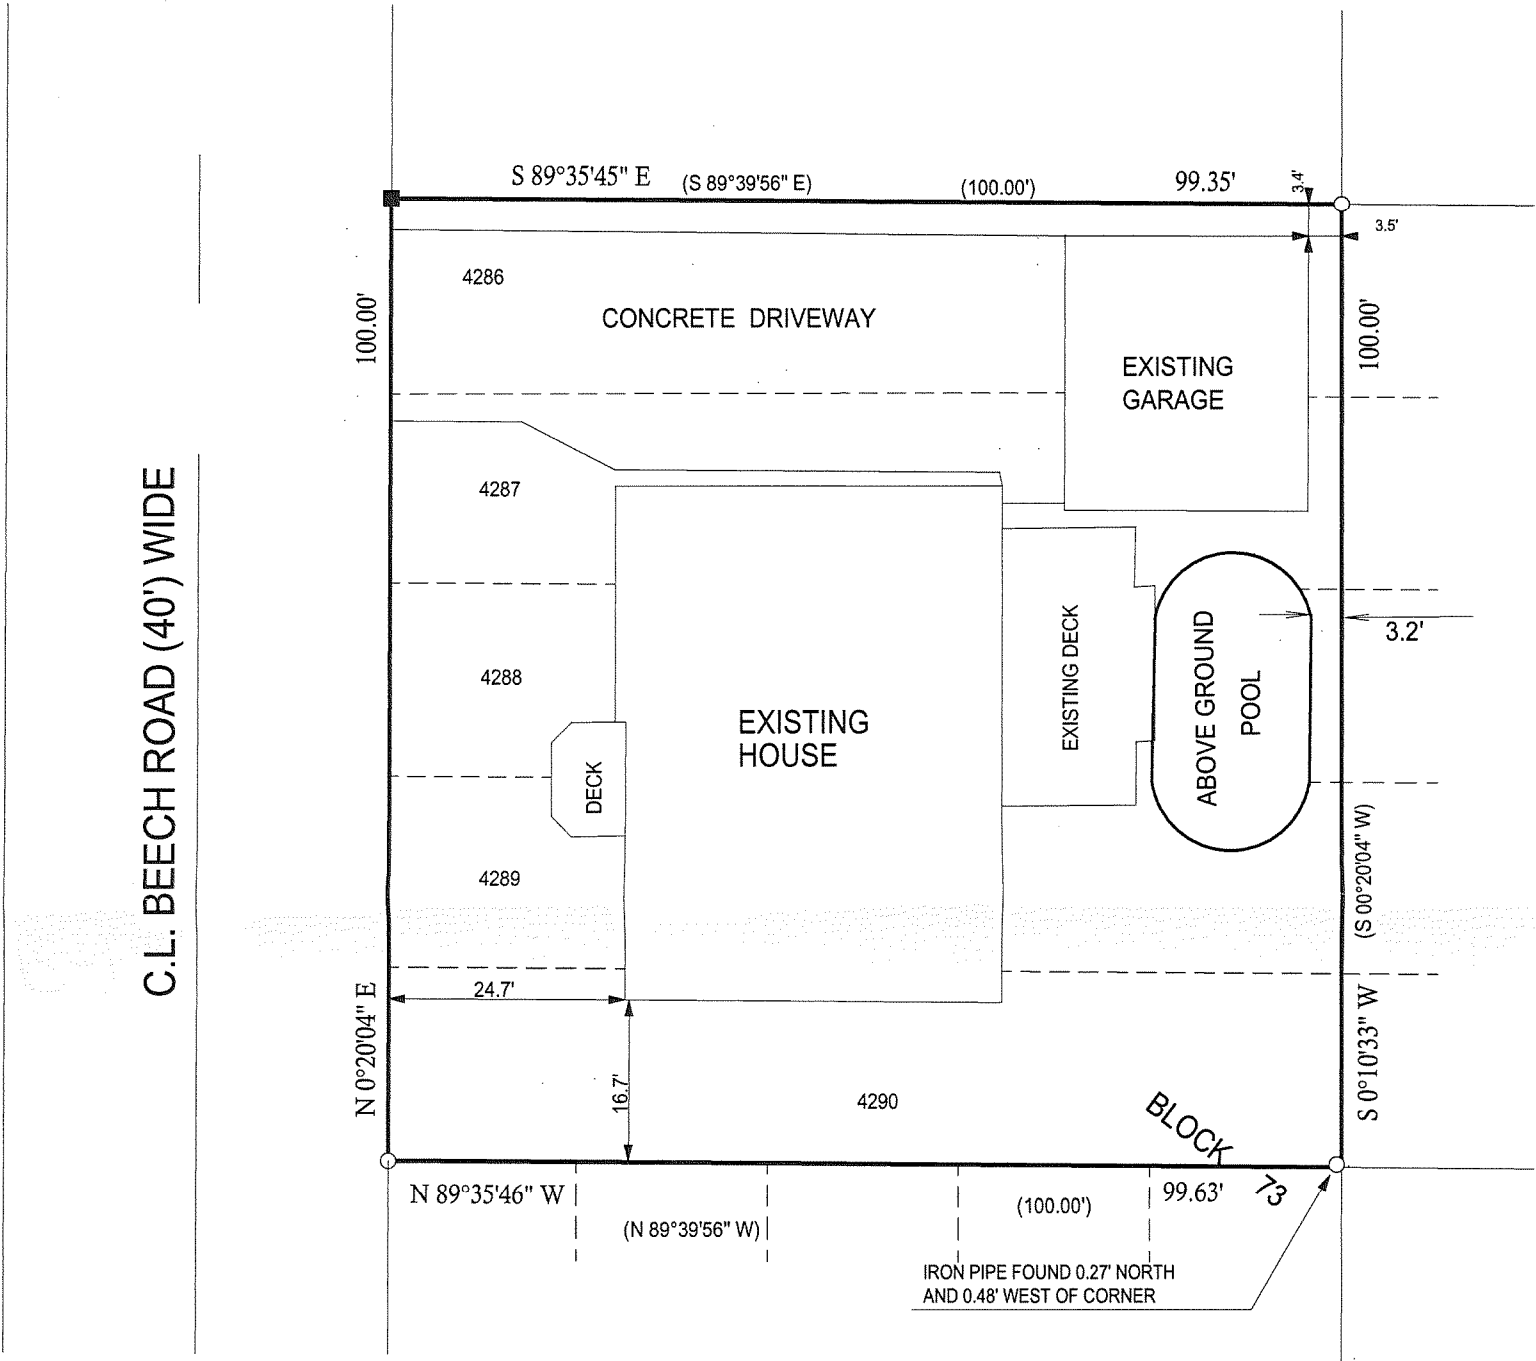 S 89°35'45" E
(S 89°39'56" E)
(100.00')
99.35'
3.4'
3.5'
4286
CONCRETE DRIVEWAY
100.00'
100.00'
EXISTING
GARAGE
C.L. BEECH ROAD (40') WIDE
4287
4288
EXISTING
HOUSE
EXISTING DECK
ABOVE GROUND
POOL
3.2'
DECK
4289
(S 00°20'04" W)
24.7'
N 0°20'04" E
S 0°10'33" W
16.7'
4290
BLOCK
73
N 89°35'46" W
(N 89°39'56" W)
(100.00')
99.63'
IRON PIPE FOUND 0.27' NORTH
AND 0.48' WEST OF CORNER